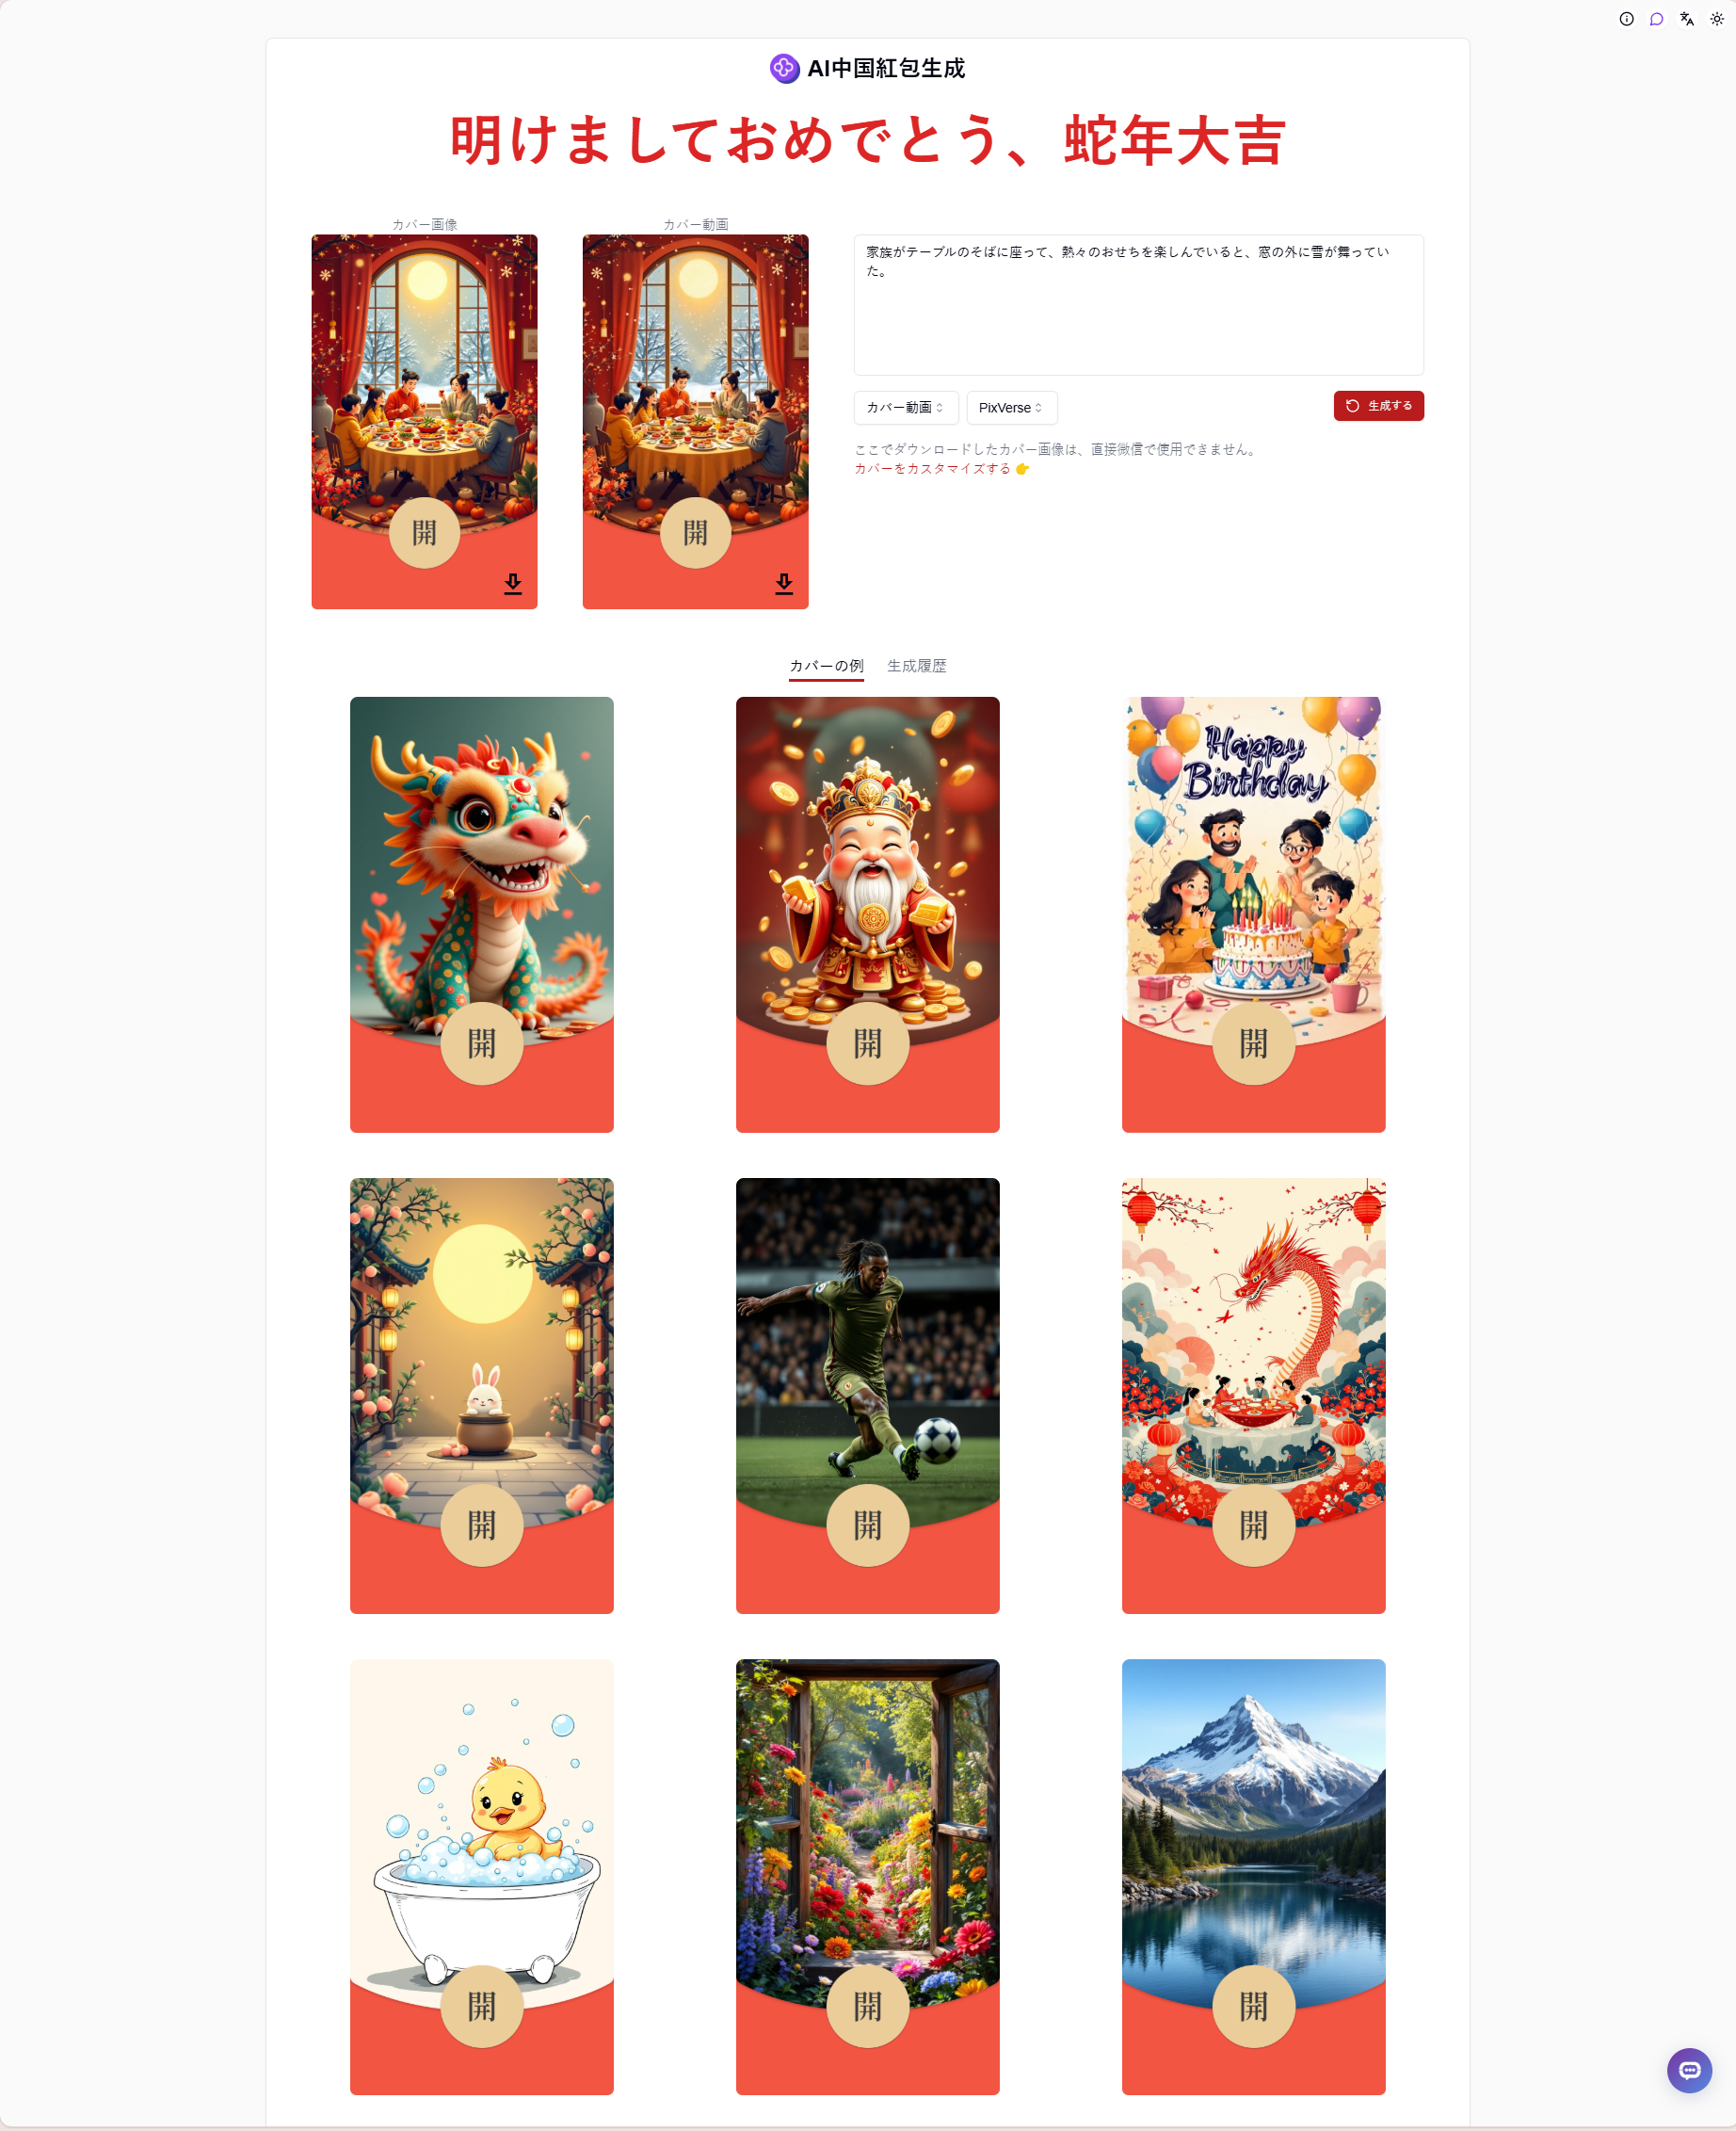 AI中国紅包生成
明けましておめでとう、蛇年大吉
カバー画像
カバー動画
家族がテーブルのそばに座って、熱々のおせちを楽しんでいると、窓の外に雪が舞ってい
た。
カバー動画
PixVerse
生成する
ここでダウンロードしたカバー画像は、直接微信で使用できません。
カバーをカスタマイズする 👉
開
開
カバーの例
生成履歴
Happy
Birthday
開
開
開
開
開
開
開
開
開